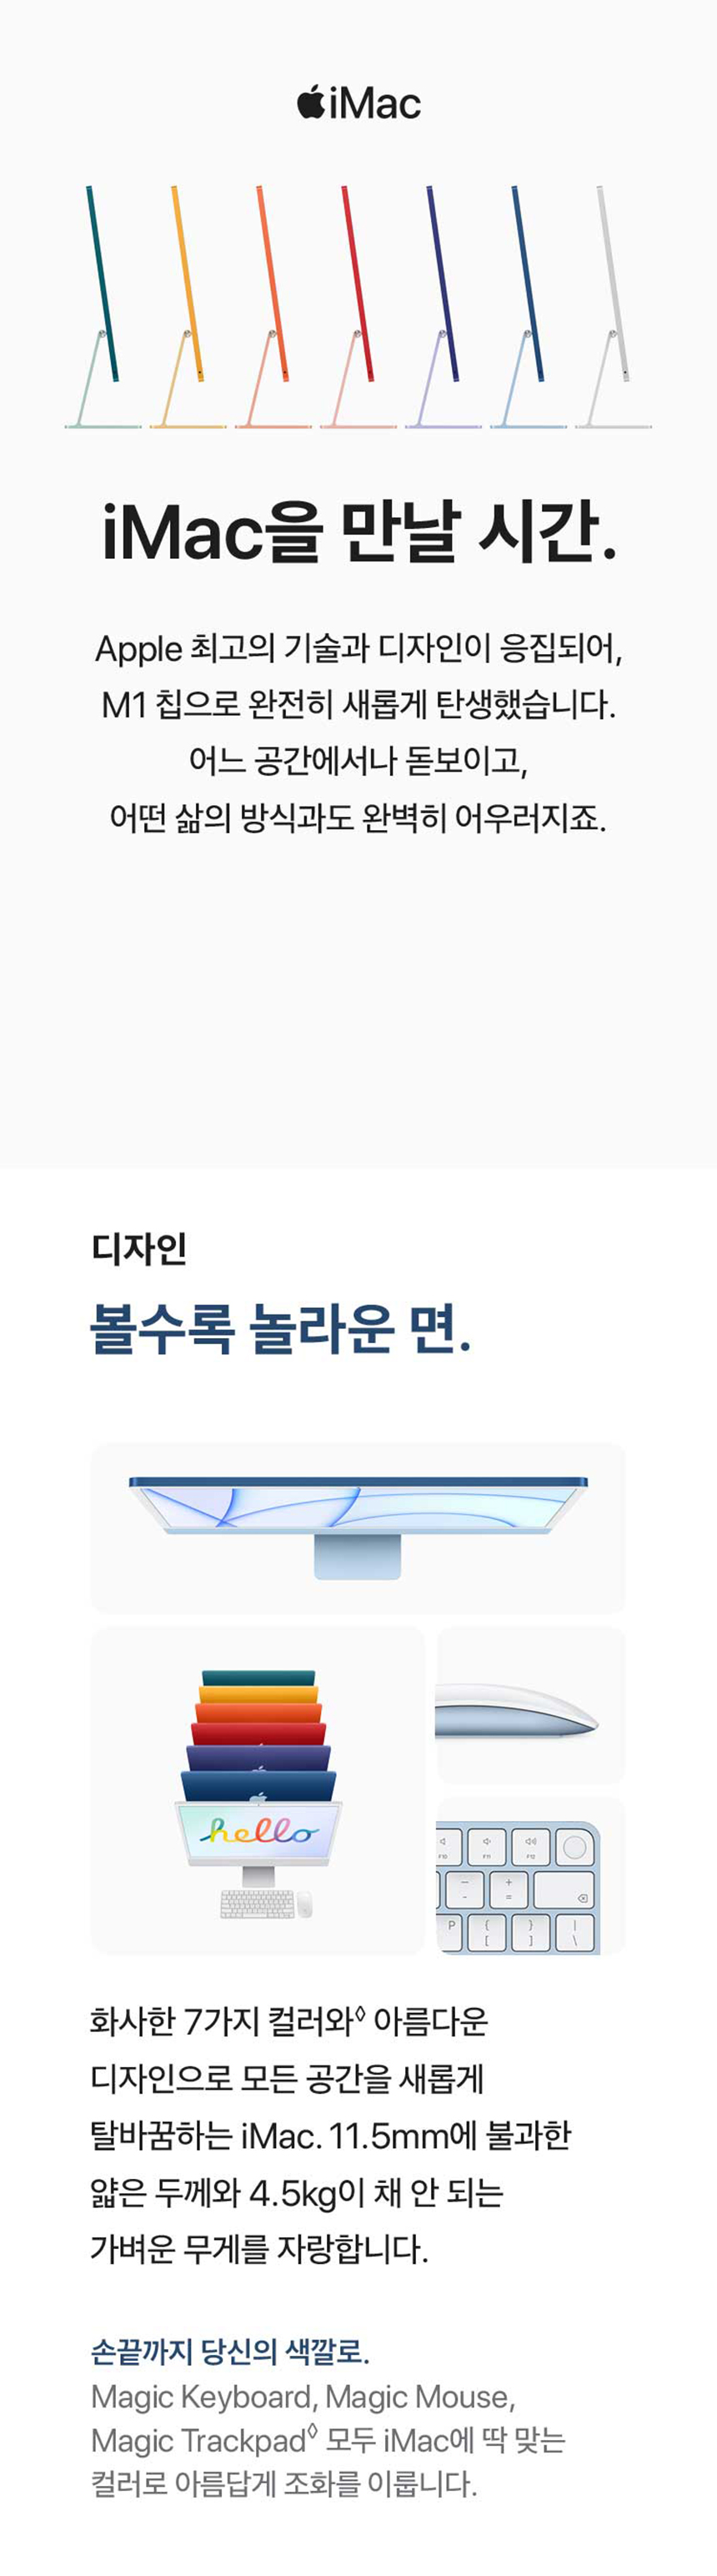 iMac
iMac을 만날 시간.
Apple 최고의 기술과 디자인이 응집되어,
M1 칩으로 완전히 새롭게 탄생했습니다.
어느 공간에서나 돋보이고,
어떤 삶의 방식과도 완벽히 어우러지죠.
디자인
볼수록 놀라운 면.
hello
F10 F11 F12
— - + =
P { [ } ] | \
화사한 7가지 컬러와◊ 아름다운
디자인으로 모든 공간을 새롭게
탈바꿈하는 iMac. 11.5mm에 불과한
얇은 두께와 4.5kg이 채 안 되는
가벼운 무게를 자랑합니다.
손끝까지 당신의 색깔로.
Magic Keyboard, Magic Mouse,
Magic Trackpad◊ 모두 iMac에 딱 맞는
컬러로 아름답게 조화를 이룹니다.